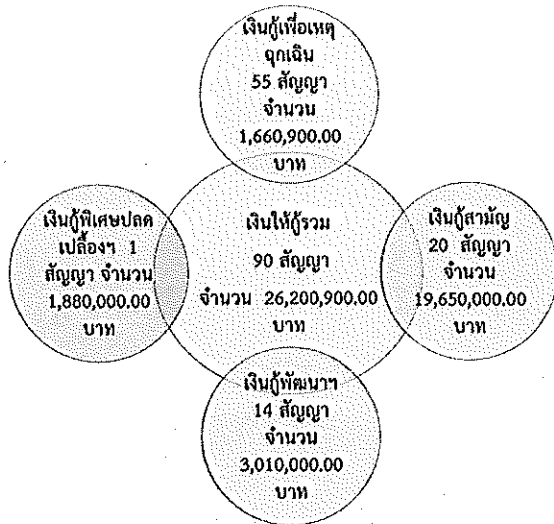 เงินกู้เพื่อเหตุ
ฉุกเฉิน
55 สัญญา
จำนวน
1,660,900.00
บาท
เงินกู้พิเศษปลด
เปลื้องฯ 1
สัญญา จำนวน
1,880,000.00
บาท
เงินให้กู้รวม
90 สัญญา
จำนวน 26,200,900.00
บาท
เงินกู้สามัญ
20 สัญญา
จำนวน
19,650,000.00
บาท
เงินกู้พัฒนาฯ
14 สัญญา
จำนวน
3,010,000.00
บาท